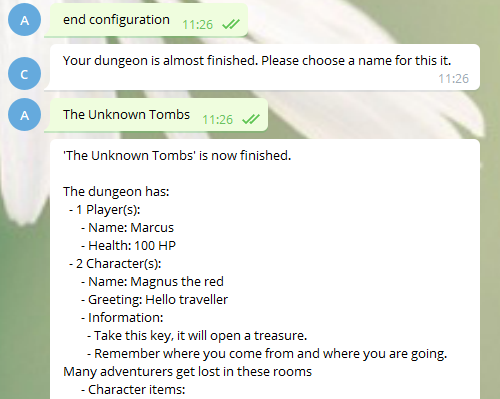 A
end configuration
11:26
C
Your dungeon is almost finished. Please choose a name for this it.
11:26
A
The Unknown Tombs
11:26
'The Unknown Tombs' is now finished.
The dungeon has:
- 1 Player(s):
- Name: Marcus
- Health: 100 HP
- 2 Character(s):
- Name: Magnus the red
- Greeting: Hello traveller
- Information:
- Take this key, it will open a treasure.
- Remember where you come from and where you are going.
Many adventurers get lost in these rooms
- Character items: